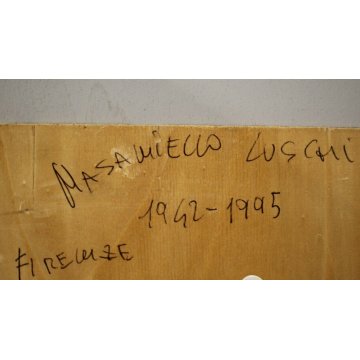 MASANIELLO LUSCHI
1942-1995
FIRENZE